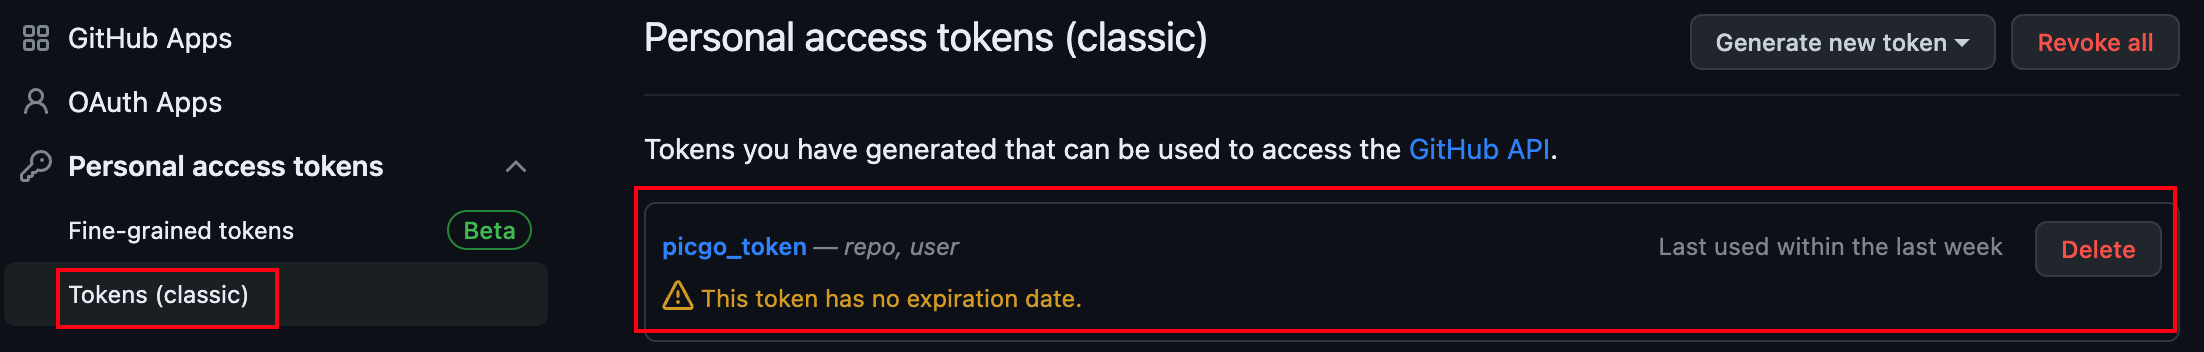 GitHub Apps
OAuth Apps
Personal access tokens
Fine-grained tokens Beta
Tokens (classic)
Personal access tokens (classic)
Generate new token
Revoke all
Tokens you have generated that can be used to access the GitHub API.
picgo_token — repo, user
Last used within the last week
Delete
This token has no expiration date.